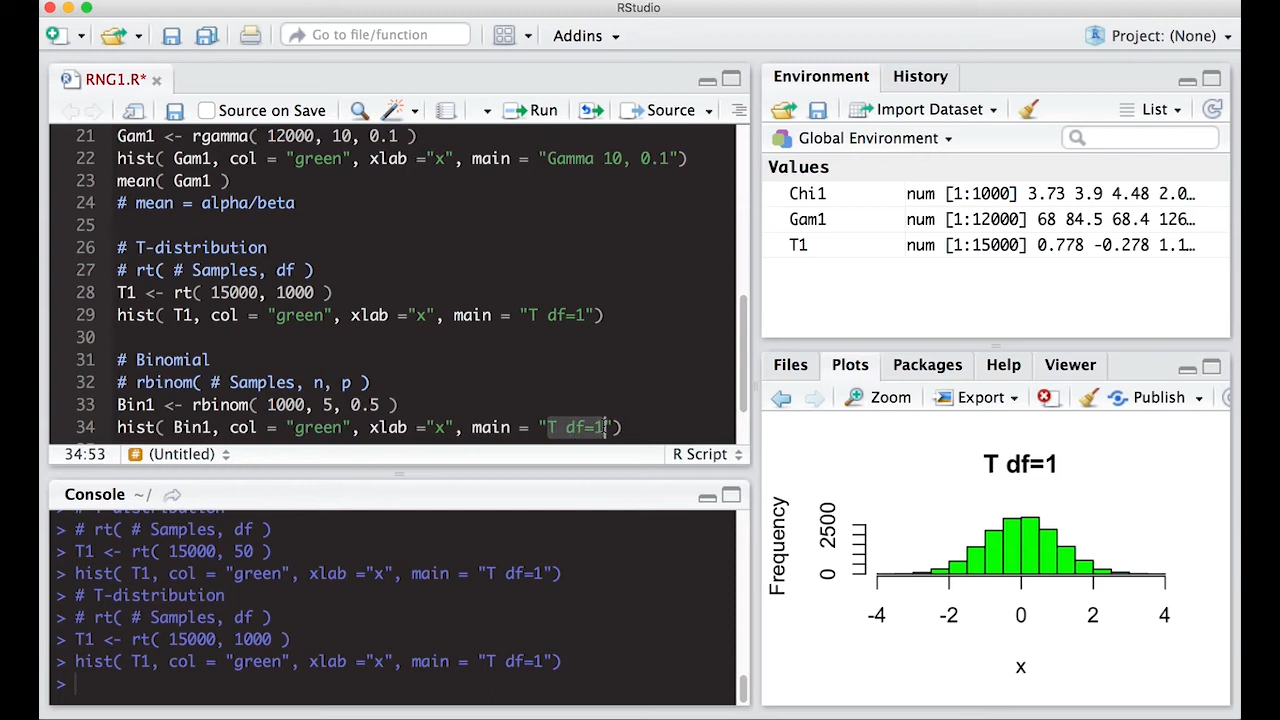 RStudio
Go to file/function
Addins
Project: (None)
RNG1.R*
Source on Save
Run
Source
21 Gam1 <- rgamma( 12000, 10, 0.1 )
22 hist( Gam1, col = "green", xlab ="x", main = "Gamma 10, 0.1")
23 mean( Gam1 )
24 # mean = alpha/beta
25
26 # T-distribution
27 # rt( # Samples, df )
28 T1 <- rt( 15000, 1000 )
29 hist( T1, col = "green", xlab ="x", main = "T df=1")
30
31 # Binomial
32 # rbinom( # Samples, n, p )
33 Bin1 <- rbinom( 1000, 5, 0.5 )
34 hist( Bin1, col = "green", xlab ="x", main = "T df=1")
34:53 # (Untitled) R Script
Console ~/
> # T-distribution
> # rt( # Samples, df )
> T1 <- rt( 15000, 50 )
> hist( T1, col = "green", xlab ="x", main = "T df=1")
> # T-distribution
> # rt( # Samples, df )
> T1 <- rt( 15000, 1000 )
> hist( T1, col = "green", xlab ="x", main = "T df=1")
>
Environment History
Import Dataset
List
Global Environment
Values
Chi1 num [1:1000] 3.73 3.9 4.48 2.0…
Gam1 num [1:12000] 68 84.5 68.4 126…
T1 num [1:15000] 0.778 -0.278 1.1…
Files Plots Packages Help Viewer
Zoom Export Publish
T df=1
Frequency
0 2500
-4 -2 0 2 4
x